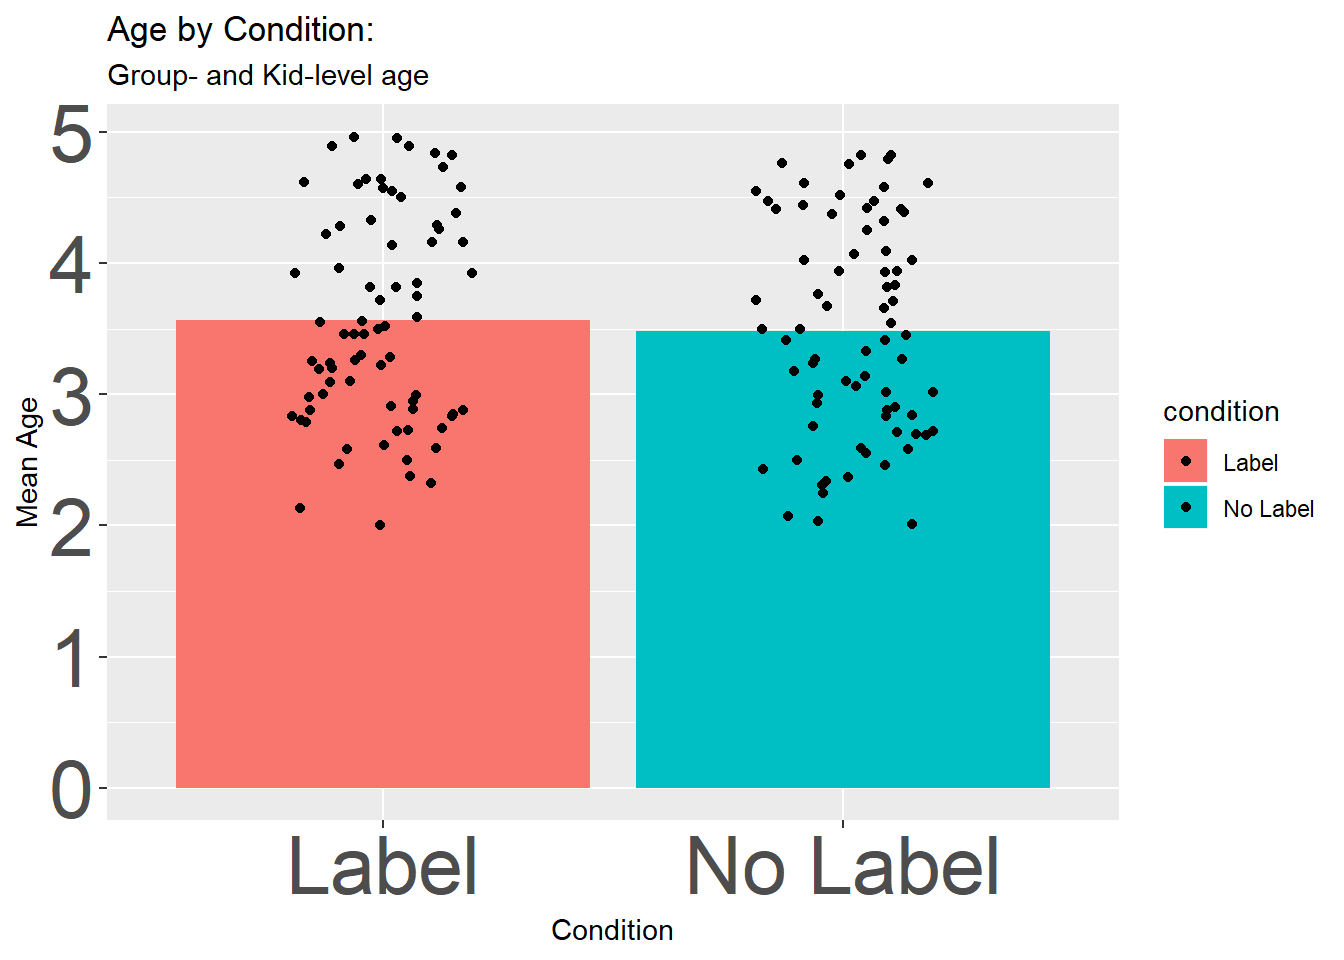 Age by Condition:
Group- and Kid-level age
5
4
3
2
1
0
Mean Age
Label
No Label
Condition
condition
Label
No Label